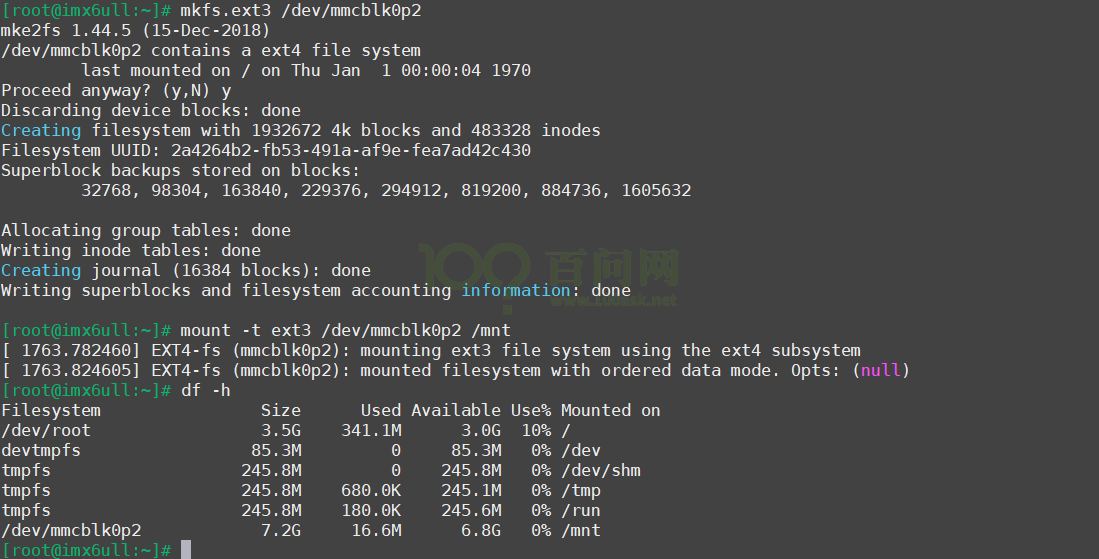 [root@imx6ull:~]# mkfs.ext3 /dev/mmcblk0p2
mke2fs 1.44.5 (15-Dec-2018)
/dev/mmcblk0p2 contains a ext4 file system
        last mounted on / on Thu Jan  1 00:00:04 1970
Proceed anyway? (y,N) y
Discarding device blocks: done
Creating filesystem with 1932672 4k blocks and 483328 inodes
Filesystem UUID: 2a4264b2-fb53-491a-af9e-fea7ad42c430
Superblock backups stored on blocks:
        32768, 98304, 163840, 229376, 294912, 819200, 884736, 1605632
Allocating group tables: done
Writing inode tables: done
Creating journal (16384 blocks): done
Writing superblocks and filesystem accounting information: done
100 百问网
www.100ask.net
[root@imx6ull:~]# mount -t ext3 /dev/mmcblk0p2 /mnt
[ 1763.782460] EXT4-fs (mmcblk0p2): mounting ext3 file system using the ext4 subsystem
[ 1763.824605] EXT4-fs (mmcblk0p2): mounted filesystem with ordered data mode. Opts: (null)
[root@imx6ull:~]# df -h
Filesystem                Size      Used Available Use% Mounted on
/dev/root                 3.5G    341.1M      3.0G  10% /
devtmpfs                 85.3M         0     85.3M   0% /dev
tmpfs                   245.8M         0    245.8M   0% /dev/shm
tmpfs                   245.8M    680.0K    245.1M   0% /tmp
tmpfs                   245.8M    180.0K    245.6M   0% /run
/dev/mmcblk0p2            7.2G     16.6M      6.8G   0% /mnt
[root@imx6ull:~]#